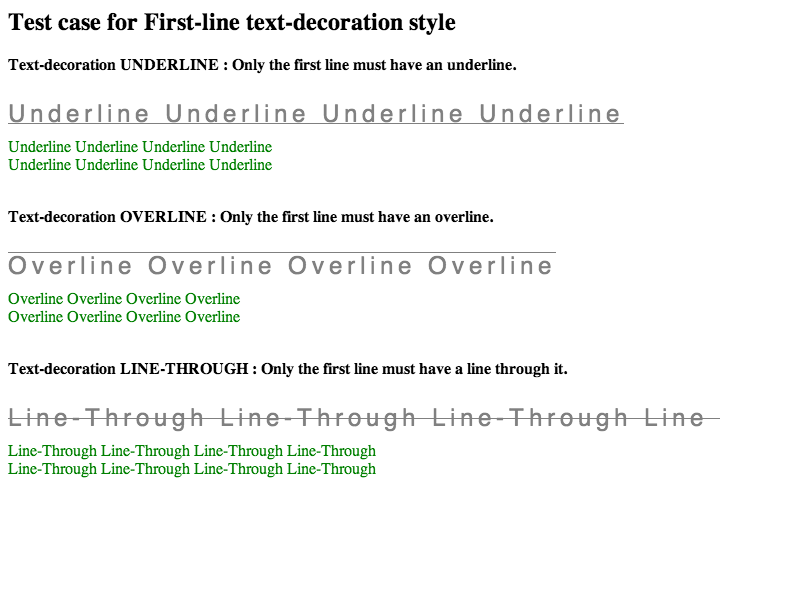 Test case for First-line text-decoration style
Text-decoration UNDERLINE : Only the first line must have an underline.
Underline Underline Underline Underline
Underline Underline Underline Underline
Underline Underline Underline Underline
Text-decoration OVERLINE : Only the first line must have an overline.
Overline Overline Overline Overline
Overline Overline Overline Overline
Overline Overline Overline Overline
Text-decoration LINE-THROUGH : Only the first line must have a line through it.
Line-Through Line-Through Line-Through Line
Line-Through Line-Through Line-Through Line-Through
Line-Through Line-Through Line-Through Line-Through